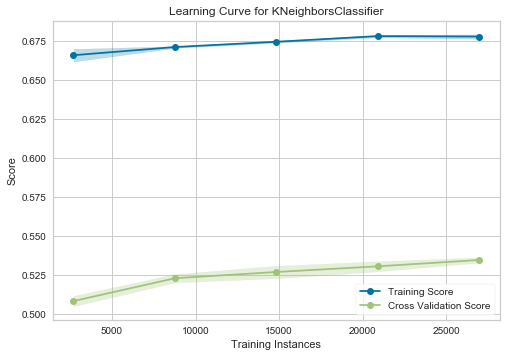 Learning Curve for KNeighborsClassifier
0.675
0.650
0.625
0.600
0.575
0.550
0.525
0.500
Score
5000
10000
15000
20000
25000
Training Instances
Training Score
Cross Validation Score